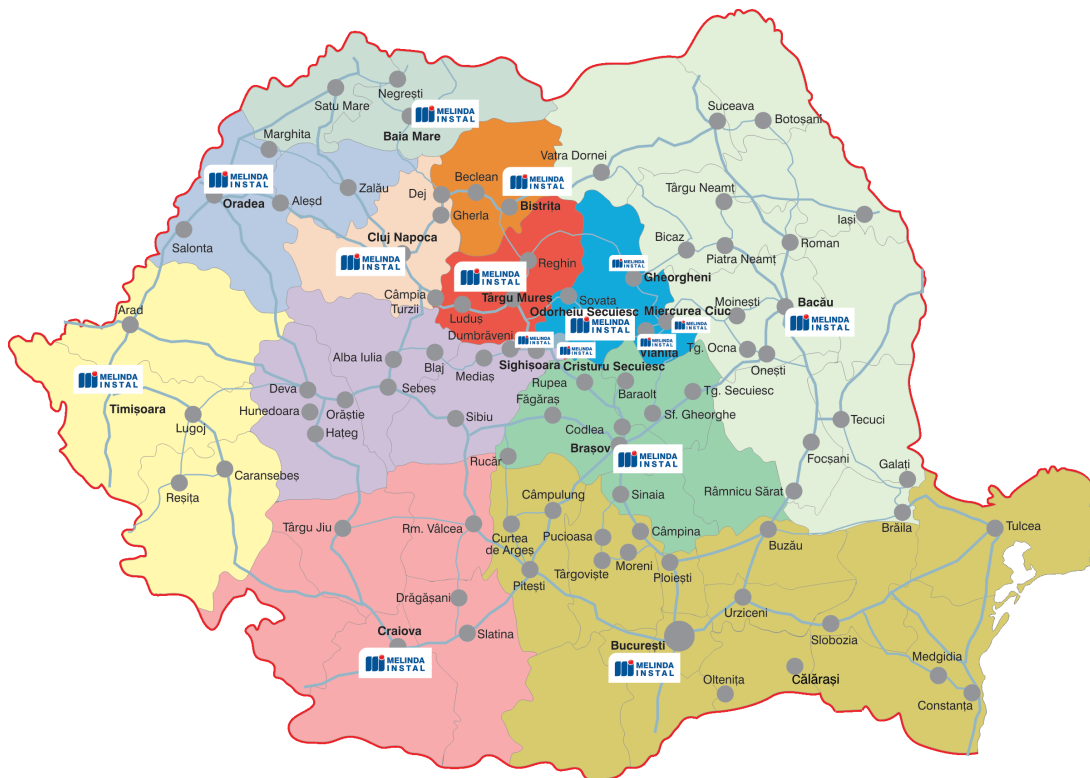 Negrești
Satu Mare
MELINDA
INSTAL
Baia Mare
Suceava
Botoșani
Marghita
Vatra Dornei
MELINDA
INSTAL
Oradea
Zalău
Aleșd
Beclean
Dej
MELINDA
INSTAL
Bistrița
Gherla
Târgu Neamț
Iași
Salonta
Cluj Napoca
MELINDA
INSTAL
Bicaz
Roman
Piatra Neamț
Reghin
MELINDA
INSTAL
MELINDA
INSTAL
Gheorgheni
Târgu Mureș
Câmpia
Turzii
Luduș
Sovata
Odorheiu Secuiesc
MELINDA
INSTAL
Miercurea Ciuc
MELINDA
INSTAL
Moinești
Bacău
MELINDA
INSTAL
Arad
Dumbrăveni
MELINDA
INSTAL
MELINDA
INSTAL
MELINDA
INSTAL
Vlahița
Tg. Ocna
Onești
Alba Iulia
Blaj
Mediaș
Sighișoara
Cristuru Secuiesc
MELINDA
INSTAL
Timișoara
Deva
Sebeș
Rupea
Baraolt
Tg. Secuiesc
Hunedoara
Orăștie
Făgăraș
Sf. Gheorghe
Lugoj
Hațeg
Sibiu
Codlea
Tecuci
Brașov
MELINDA
INSTAL
Focșani
Rucăr
Galați
Caransebeș
Reșița
Câmpulung
Sinaia
Râmnicu Sărat
Târgu Jiu
Rm. Vâlcea
Curtea
de Argeș
Pucioasa
Câmpina
Buzău
Brăila
Tulcea
Târgoviște
Moreni
Ploiești
Pitești
Drăgășani
Urziceni
Craiova
MELINDA
INSTAL
Slatina
București
MELINDA
INSTAL
Slobozia
Medgidia
Oltenița
Călărași
Constanța